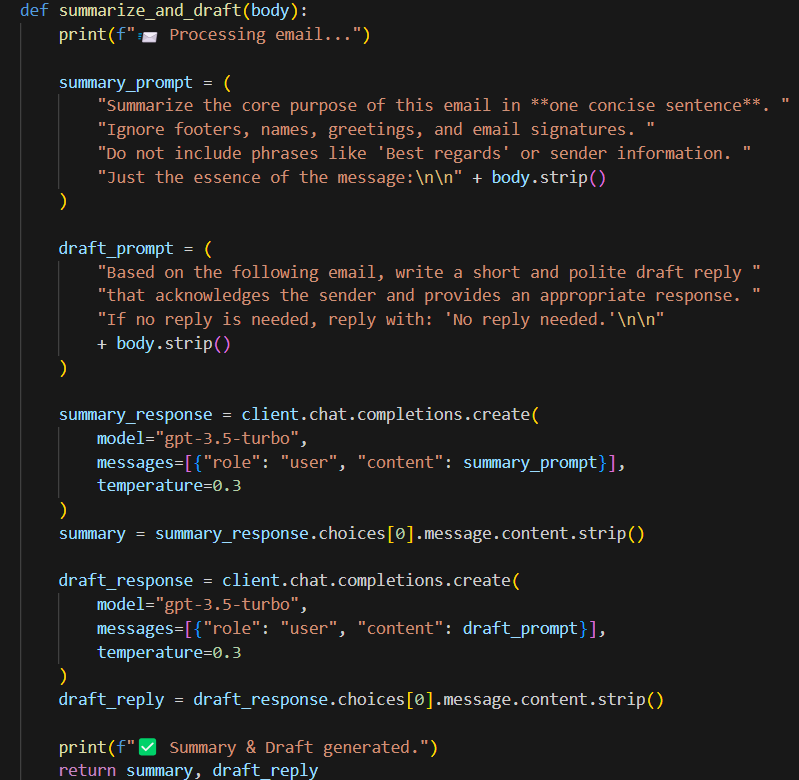 def summarize_and_draft(body):
    print(f"📨 Processing email...")
    summary_prompt = (
        "Summarize the core purpose of this email in **one concise sentence**. "
        "Ignore footers, names, greetings, and email signatures. "
        "Do not include phrases like 'Best regards' or sender information. "
        "Just the essence of the message:\n\n" + body.strip()
    )
    draft_prompt = (
        "Based on the following email, write a short and polite draft reply "
        "that acknowledges the sender and provides an appropriate response. "
        "If no reply is needed, reply with: 'No reply needed.'\n\n"
        + body.strip()
    )
    summary_response = client.chat.completions.create(
        model="gpt-3.5-turbo",
        messages=[{"role": "user", "content": summary_prompt}],
        temperature=0.3
    )
    summary = summary_response.choices[0].message.content.strip()
    draft_response = client.chat.completions.create(
        model="gpt-3.5-turbo",
        messages=[{"role": "user", "content": draft_prompt}],
        temperature=0.3
    )
    draft_reply = draft_response.choices[0].message.content.strip()
    print(f"✅ Summary & Draft generated.")
    return summary, draft_reply